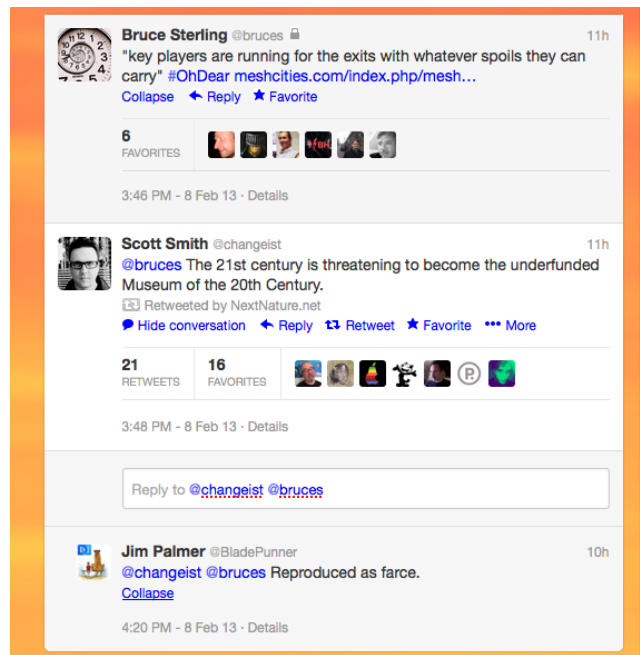 Bruce Sterling @bruces 11h
"key players are running for the exits with whatever spoils they can
carry" #OhDear meshcities.com/index.php/mesh…
Collapse Reply Favorite
6
FAVORITES
3:46 PM - 8 Feb 13 · Details
Scott Smith @changeist 11h
@bruces The 21st century is threatening to become the underfunded
Museum of the 20th Century.
Retweeted by NextNature.net
Hide conversation Reply Retweet Favorite More
21 16
RETWEETS FAVORITES
3:48 PM - 8 Feb 13 · Details
Reply to @changeist @bruces
Jim Palmer @BladePunner 10h
@changeist @bruces Reproduced as farce.
Collapse
4:20 PM - 8 Feb 13 · Details